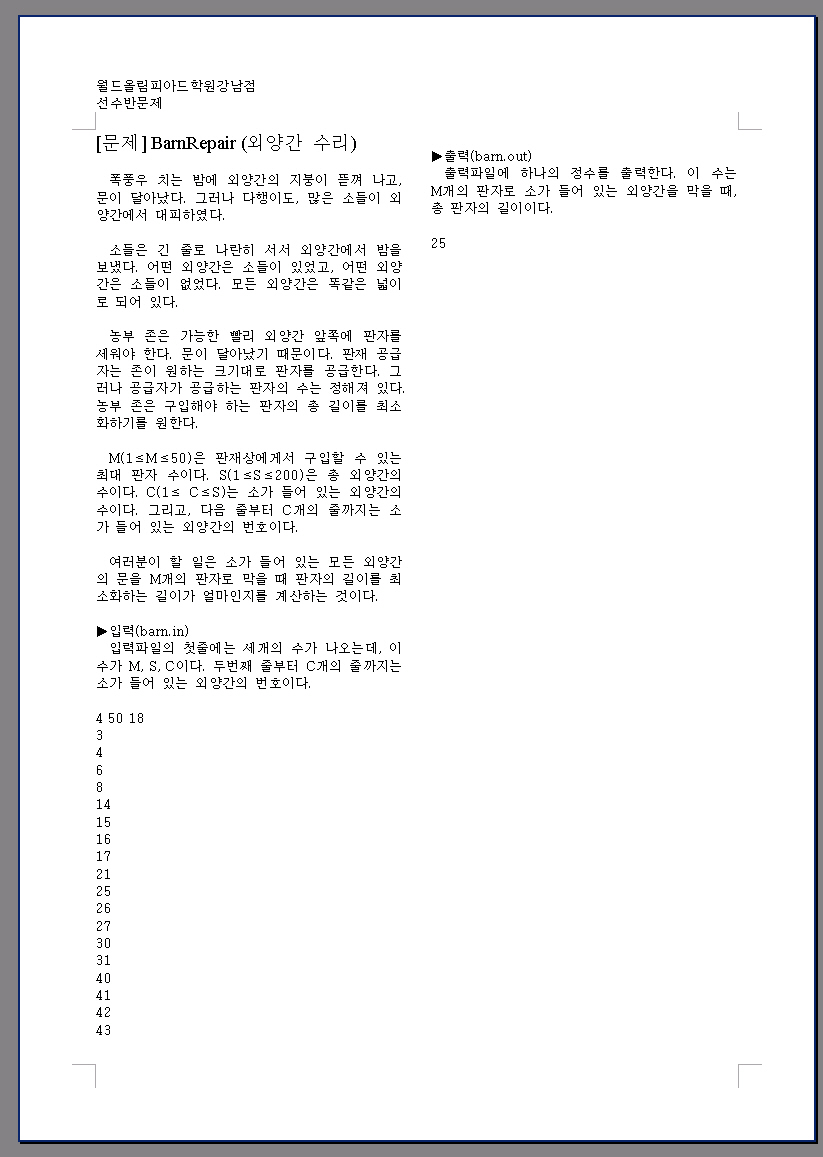 월드올림피아드학원강남점
선수반문제
[문제] BarnRepair (외양간 수리)
폭풍우 치는 밤에 외양간의 지붕이 뜯껴 나고,
문이 달아났다. 그러나 다행이도, 많은 소들이 외
양간에서 대피하였다.
소들은 긴 줄로 나란히 서서 외양간에서 밤을
보냈다. 어떤 외양간은 소들이 있었고, 어떤 외양
간은 소들이 없었다. 모든 외양간은 똑같은 넓이
로 되어 있다.
농부 존은 가능한 빨리 외양간 앞쪽에 판자를
세워야 한다. 문이 달아났기 때문이다. 판재 공급
자는 존이 원하는 크기대로 판자를 공급한다. 그
러나 공급자가 공급하는 판자의 수는 정해져 있다.
농부 존은 구입해야 하는 판자의 총 길이를 최소
화하기를 원한다.
M(1≤M≤50)은 판재상에게서 구입할 수 있는
최대 판자 수이다. S(1≤S≤200)은 총 외양간의
수이다. C(1≤ C≤S)는 소가 들어 있는 외양간의
수이다. 그리고, 다음 줄부터 C개의 줄까지는 소
가 들어 있는 외양간의 번호이다.
여러분이 할 일은 소가 들어 있는 모든 외양간
의 문을 M개의 판자로 막을 때 판자의 길이를 최
소화하는 길이가 얼마인지를 계산하는 것이다.
▶입력(barn.in)
입력파일의 첫줄에는 세개의 수가 나오는데, 이
수가 M, S, C이다. 두번째 줄부터 C개의 줄까지는
소가 들어 있는 외양간의 번호이다.
4 50 18
3
4
6
8
14
15
16
17
21
25
26
27
30
31
40
41
42
43
▶출력(barn.out)
출력파일에 하나의 정수를 출력한다. 이 수는
M개의 판자로 소가 들어 있는 외양간을 막을 때,
총 판자의 길이이다.
25